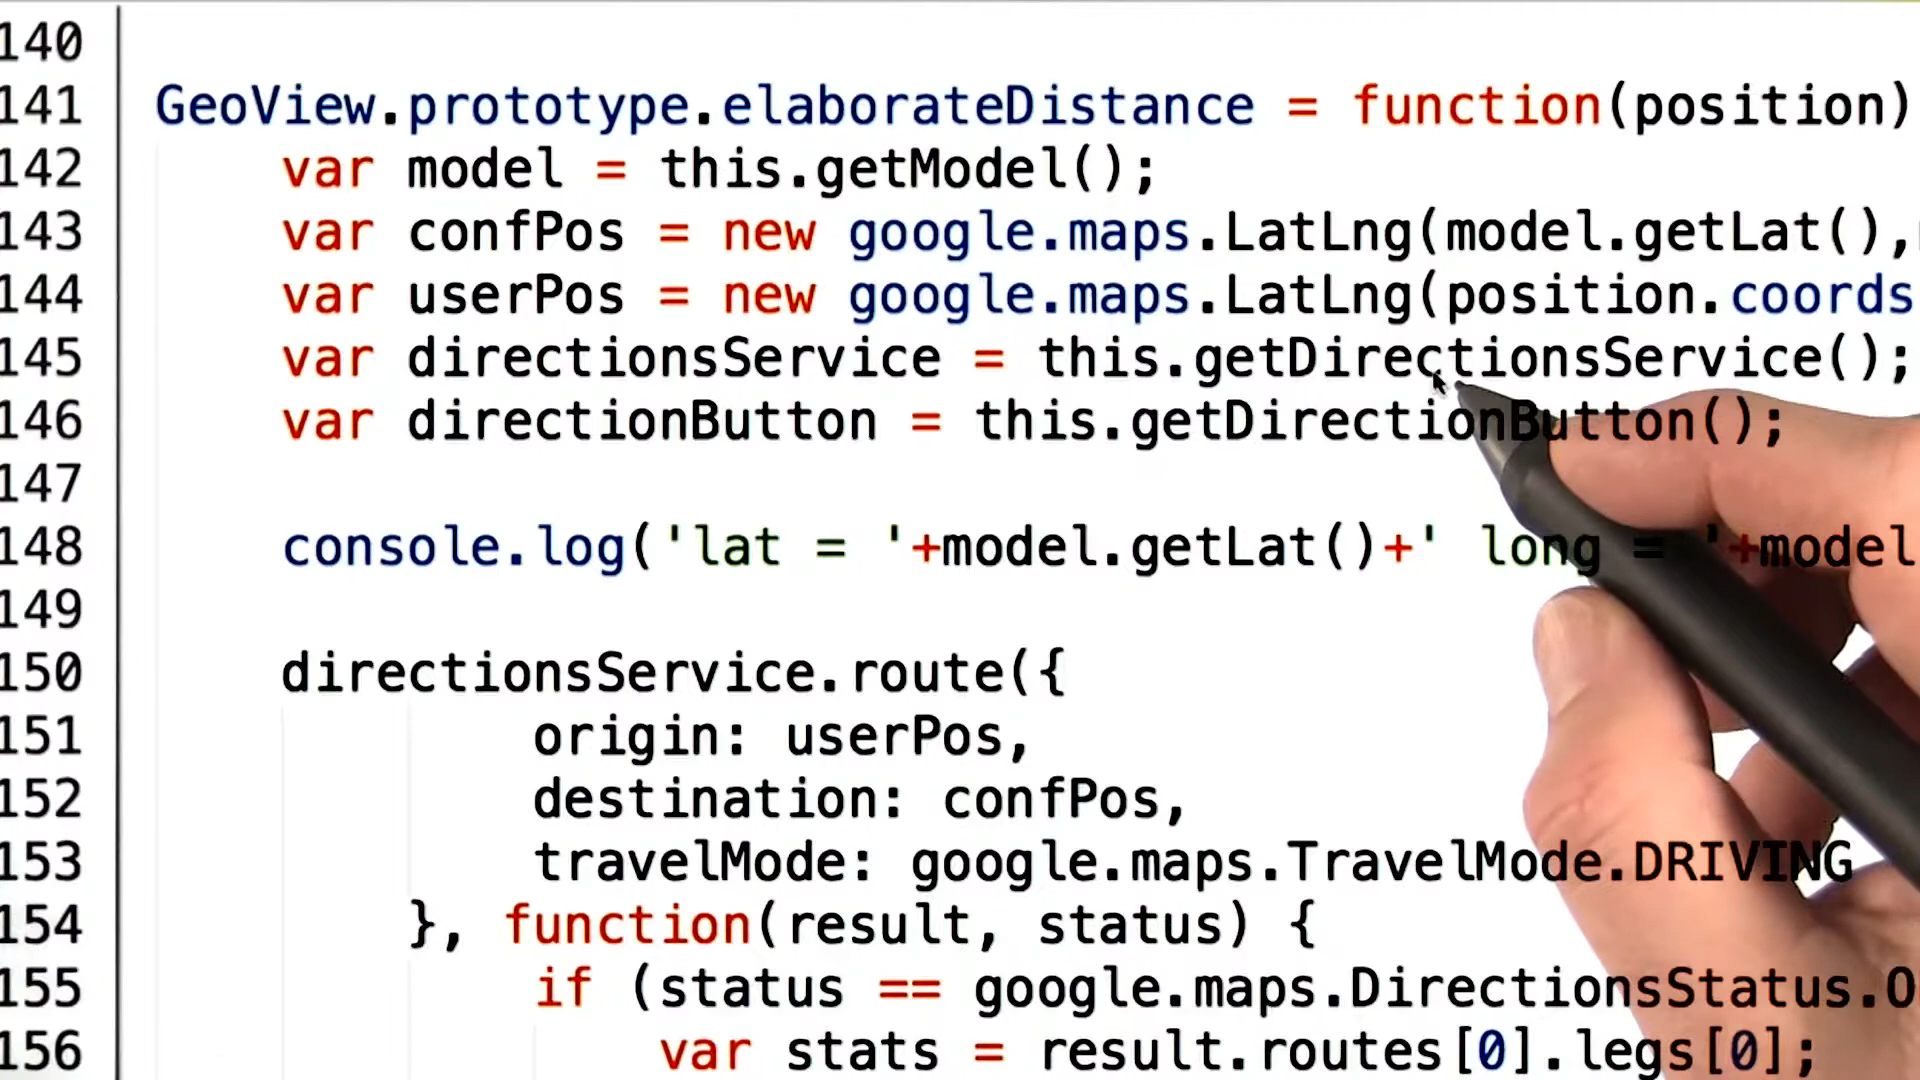 140
141 GeoView.prototype.elaborateDistance = function(position)
142 var model = this.getModel();
143 var confPos = new google.maps.LatLng(model.getLat(),
144 var userPos = new google.maps.LatLng(position.coords
145 var directionsService = this.getDirectionsService();
146 var directionButton = this.getDirectionButton();
147
148 console.log('lat = '+model.getLat()+' long = '+model
149
150 directionsService.route({
151 origin: userPos,
152 destination: confPos,
153 travelMode: google.maps.TravelMode.DRIVING
154 }, function(result, status) {
155 if (status == google.maps.DirectionsStatus.O
156 var stats = result.routes[0].legs[0];